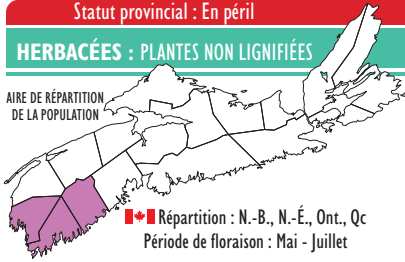 Statut provincial : En péril
HERBACÉES : PLANTES NON LIGNIFIÉES
AIRE DE RÉPARTITION
DE LA POPULATION
Répartition : N.-B., N.-É., Ont., Qc
Période de floraison : Mai - Juillet